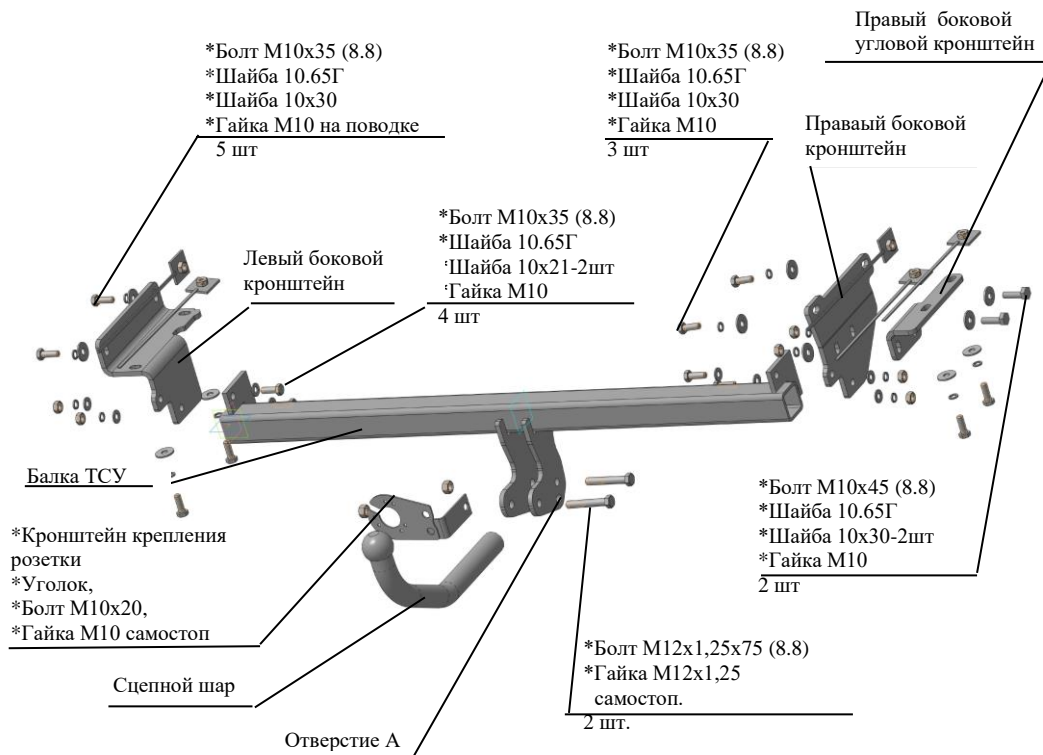 Правый боковой
угловой кронштейн
*Болт М10х35 (8.8)
*Шайба 10.65Г
*Шайба 10х30
*Гайка М10 на поводке
5 шт
*Болт М10х35 (8.8)
*Шайба 10.65Г
*Шайба 10х30
*Гайка М10
3 шт
Праваый боковой
кронштейн
*Болт М10х35 (8.8)
*Шайба 10.65Г
*Шайба 10х21-2шт
*Гайка М10
4 шт
Левый боковой
кронштейн
Балка ТСУ
*Кронштейн крепления
розетки
*Уголок,
*Болт М10х20,
*Гайка М10 самостоп
*Болт М10х45 (8.8)
*Шайба 10.65Г
*Шайба 10х30-2шт
*Гайка М10
2 шт
*Болт М12х1,25х75 (8.8)
*Гайка М12х1,25
самостоп.
2 шт.
Сцепной шар
Отверстие А